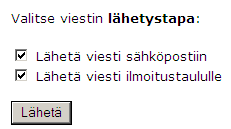 Valitse viestin lähetystapa:
Lähetä viesti sähköpostiin
Lähetä viesti ilmoitustaululle
Lähetä